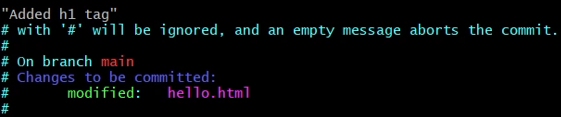 "Added h1 tag"
# with '#' will be ignored, and an empty message aborts the commit.
#
# On branch main
# Changes to be committed:
#       modified:   hello.html
#